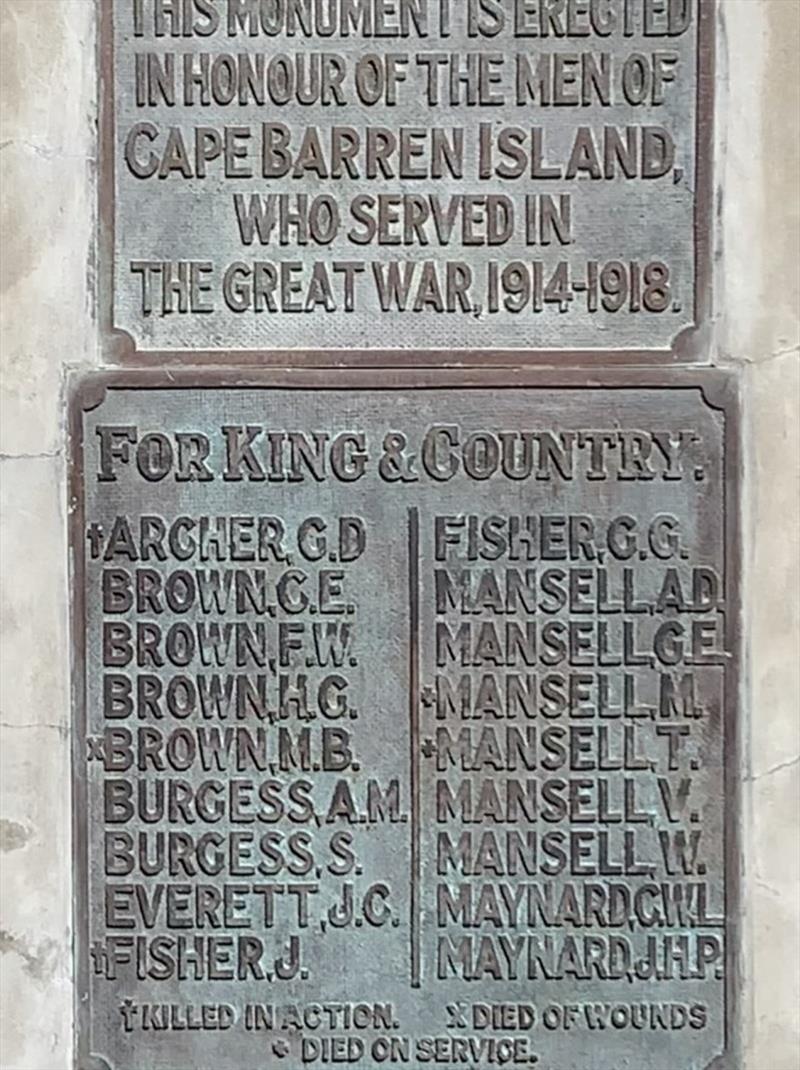 THIS MONUMENT IS ERECTED
IN HONOUR OF THE MEN OF
CAPE BARREN ISLAND,
WHO SERVED IN
THE GREAT WAR, 1914-1918.
FOR KING & COUNTRY.
†ARCHER, G.D
BROWN, C.E.
BROWN, F.W.
BROWN, H.G.
xBROWN, M.B.
BURGESS, A.M.
BURGESS, S.
EVERETT, J.C.
†FISHER, J.
FISHER, G.G.
MANSELL, A.D.
MANSELL, G.E.
+MANSELL, M.
+MANSELL, T.
MANSELL, V.
MANSELL, W.
MAYNARD, C.W.L
MAYNARD, J.H.P.
† KILLED IN ACTION. X DIED OF WOUNDS
+ DIED ON SERVICE.